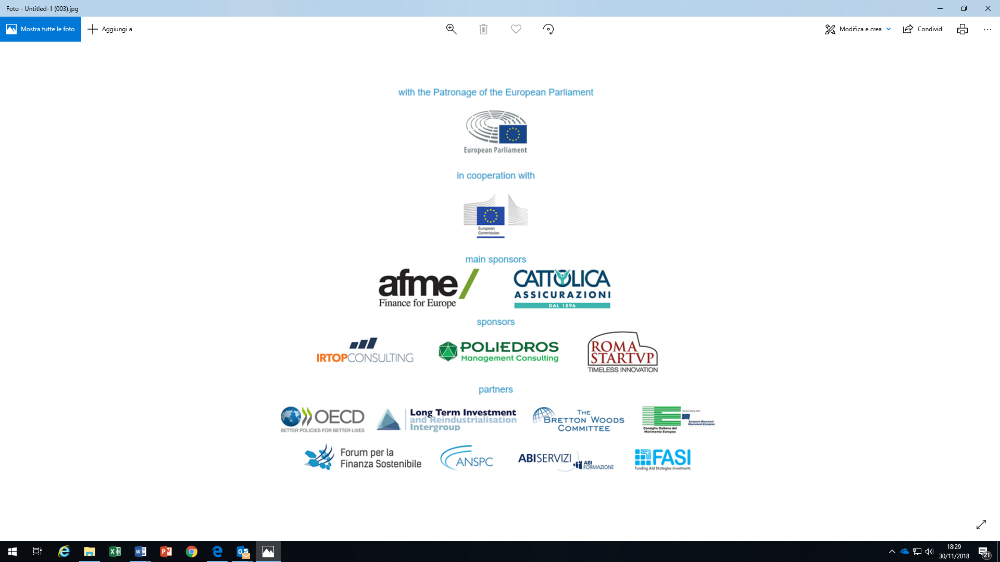 Foto - Untitled-1 (003).jpg
Mostra tutte le foto
Aggiungi a
Modifica e crea
Condividi
with the Patronage of the European Parliament
European Parliament
in cooperation with
European
Commission
main sponsors
afme/
Finance for Europe
CATTOLICA
ASSICURAZIONI
DAL 1896
sponsors
IRTOPCONSULTING
POLIEDROS
Management Consulting
ROMA
STARTVP
TIMELESS INNOVATION
partners
OECD
BETTER POLICIES FOR BETTER LIVES
Long Term Investment
and Reindustrialisation
Intergroup
THE
BRETTON WOODS
COMMITTEE
Consiglio Italiano del
Movimento Europeo
European Movement
Mouvement Européen
Forum per la
Finanza Sostenibile
ANSPC
ABISERVIZI
ABI
FORMAZIONE
FASI
Funding Aid Strategies Investments
18:29
30/11/2018
21